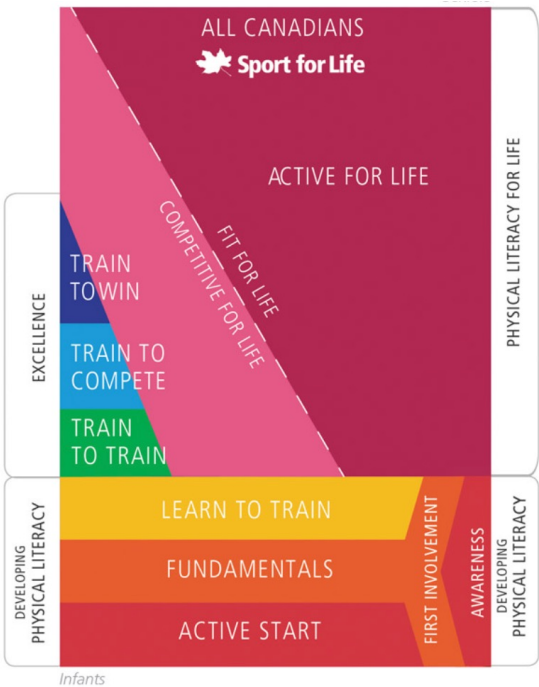 ALL CANADIANS
Sport for Life
ACTIVE FOR LIFE
FIT FOR LIFE
COMPETITIVE FOR LIFE
PHYSICAL LITERACY FOR LIFE
EXCELLENCE
TRAIN
TO WIN
TRAIN TO
COMPETE
TRAIN
TO TRAIN
DEVELOPING
PHYSICAL LITERACY
LEARN TO TRAIN
FUNDAMENTALS
ACTIVE START
FIRST INVOLVEMENT
AWARENESS
DEVELOPING
PHYSICAL LITERACY
Infants